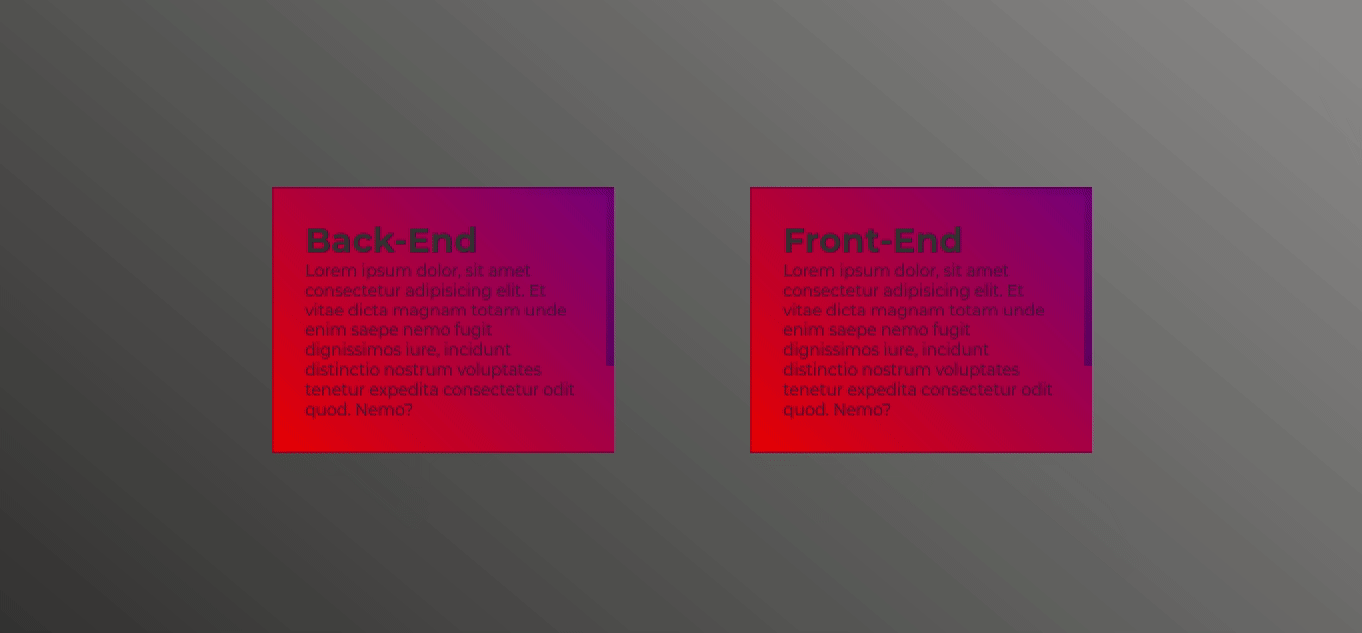 Back-End
Lorem ipsum dolor, sit amet
consectetur adipisicing elit. Et
vitae dicta magnam totam unde
enim saepe nemo fugit
dignissimos iure, incidunt
distinctio nostrum voluptates
tenetur expedita consectetur odit
quod. Nemo?
Front-End
Lorem ipsum dolor, sit amet
consectetur adipisicing elit. Et
vitae dicta magnam totam unde
enim saepe nemo fugit
dignissimos iure, incidunt
distinctio nostrum voluptates
tenetur expedita consectetur odit
quod. Nemo?